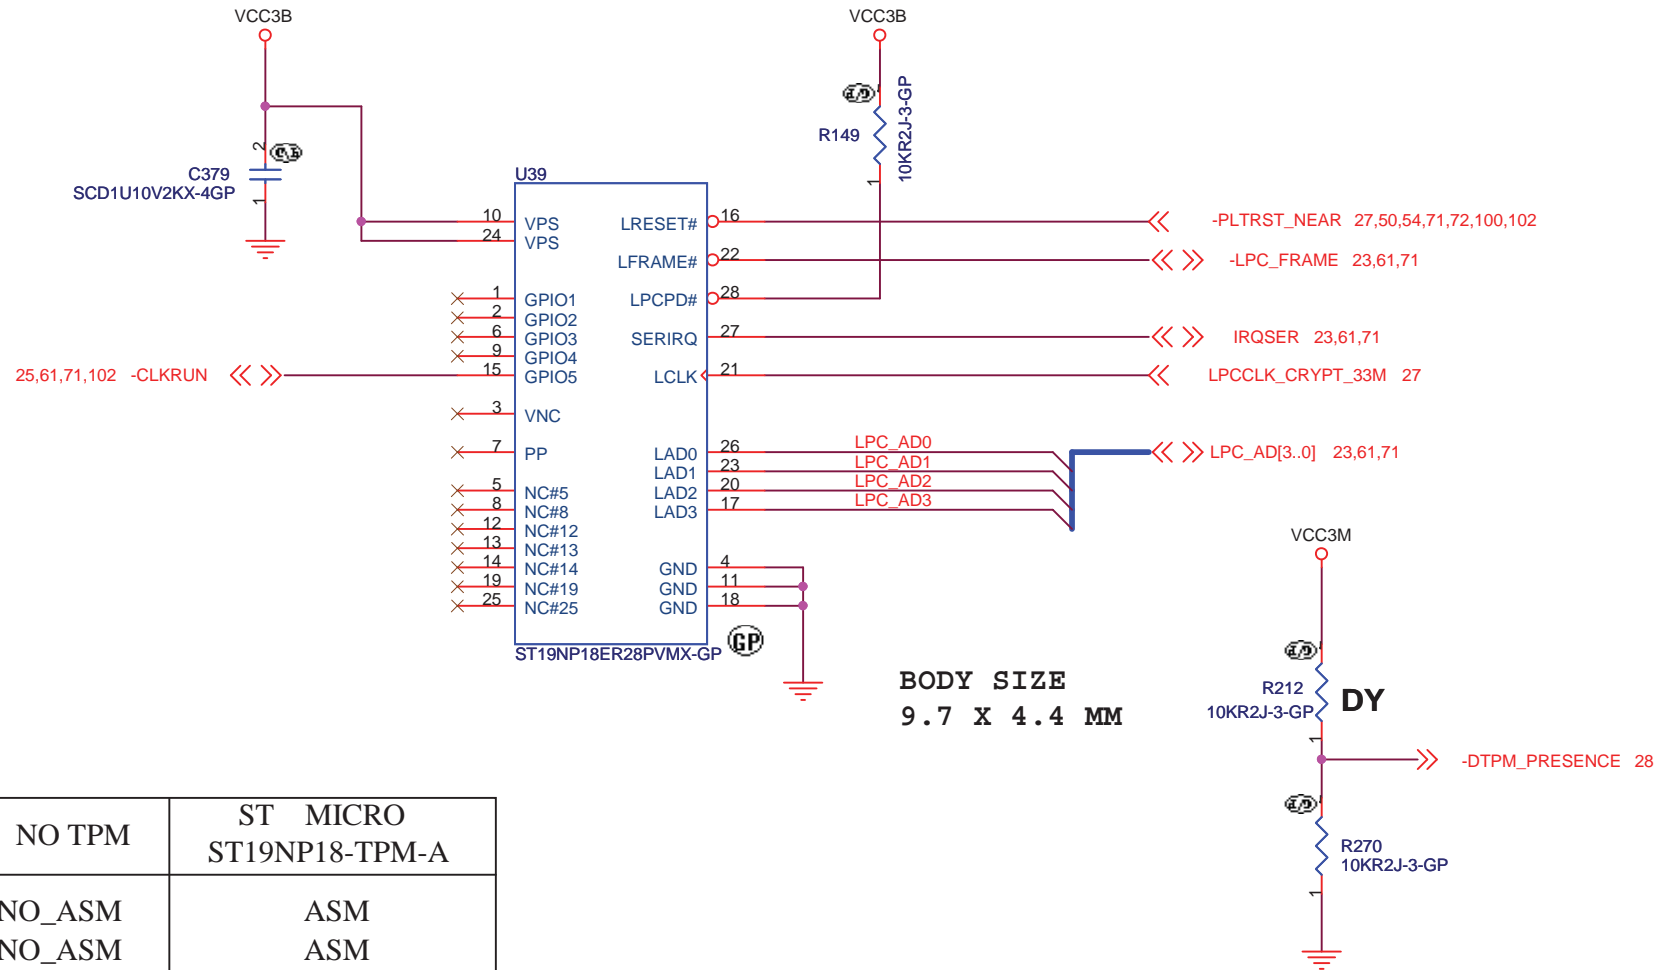 VCC3B
VCC3B
R149
10KR2J-3-GP
1
2
C379
SCD1U10V2KX-4GP
1
U39
10 VPS
24 VPS
1 GPIO1
2 GPIO2
6 GPIO3
9 GPIO4
25,61,71,102 -CLKRUN 15 GPIO5
3 VNC
7 PP
5 NC#5
8 NC#8
12 NC#12
13 NC#13
14 NC#14
19 NC#19
25 NC#25
LRESET# 16 -PLTRST_NEAR 27,50,54,71,72,100,102
LFRAME# 22 -LPC_FRAME 23,61,71
LPCPD# 28
SERIRQ 27 IRQSER 23,61,71
LCLK 21 LPCCLK_CRYPT_33M 27
LAD0 26 LPC_AD0 LPC_AD[3..0] 23,61,71
LAD1 23 LPC_AD1
LAD2 20 LPC_AD2
LAD3 17 LPC_AD3
GND 4
GND 11
GND 18
ST19NP18ER28PVMX-GP GP
BODY SIZE
9.7 X 4.4 MM
VCC3M
R212
10KR2J-3-GP
DY
1
-DTPM_PRESENCE 28
R270
10KR2J-3-GP
1
NO TPM
ST MICRO
ST19NP18-TPM-A
NO_ASM ASM
NO_ASM ASM